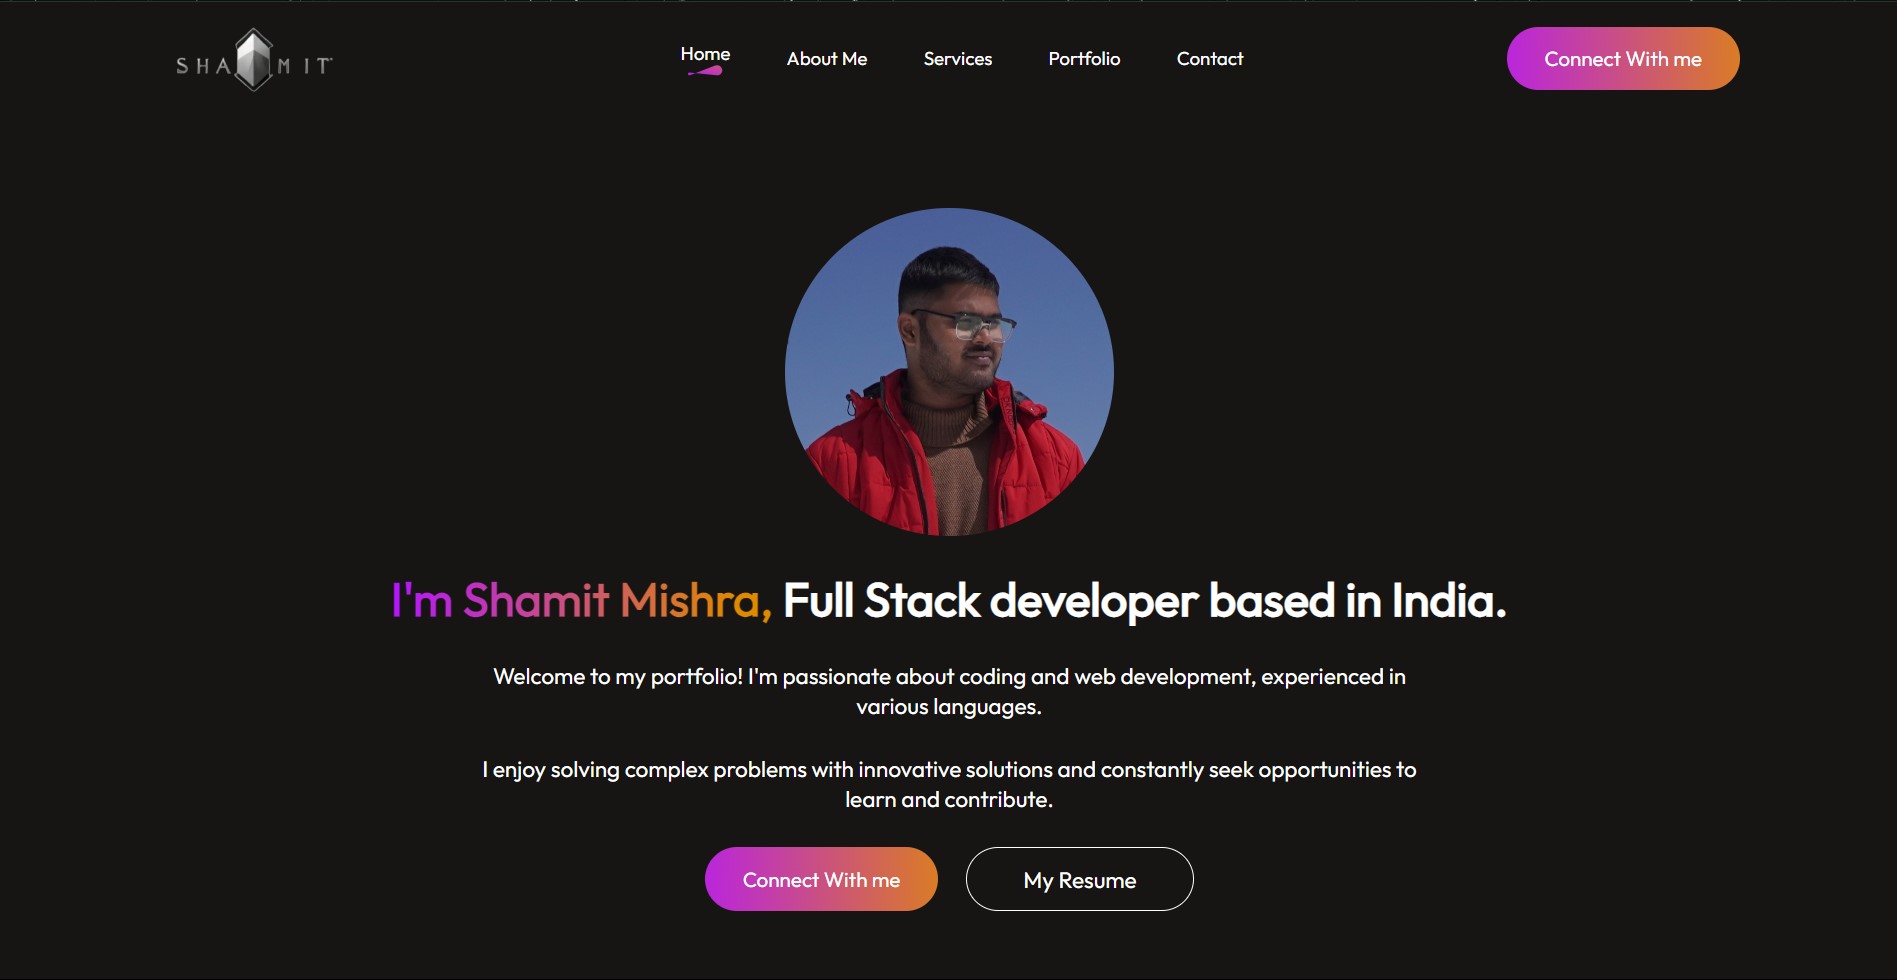 SHAMIT
Home
About Me
Services
Portfolio
Contact
Connect With me
I'm Shamit Mishra, Full Stack developer based in India.
Welcome to my portfolio! I'm passionate about coding and web development, experienced in
various languages.
I enjoy solving complex problems with innovative solutions and constantly seek opportunities to
learn and contribute.
Connect With me
My Resume